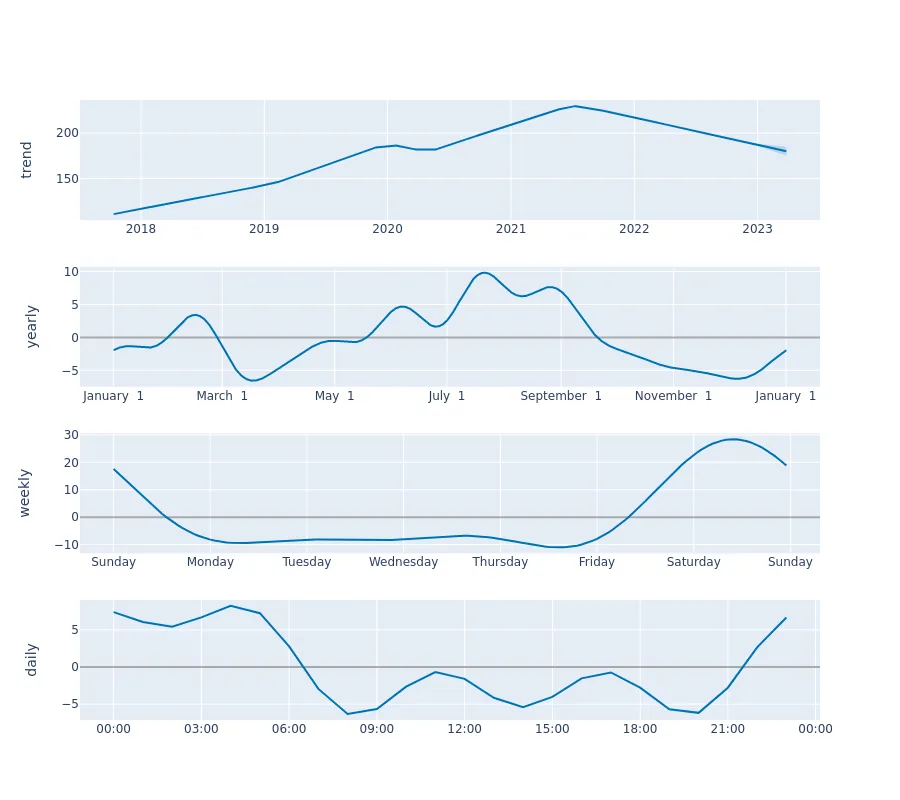 trend
200
150
2018 2019 2020 2021 2022 2023
yearly
10
5
0
−5
January 1 March 1 May 1 July 1 September 1 November 1 January 1
weekly
30
20
10
0
−10
Sunday Monday Tuesday Wednesday Thursday Friday Saturday Sunday
daily
5
0
−5
00:00 03:00 06:00 09:00 12:00 15:00 18:00 21:00 00:00